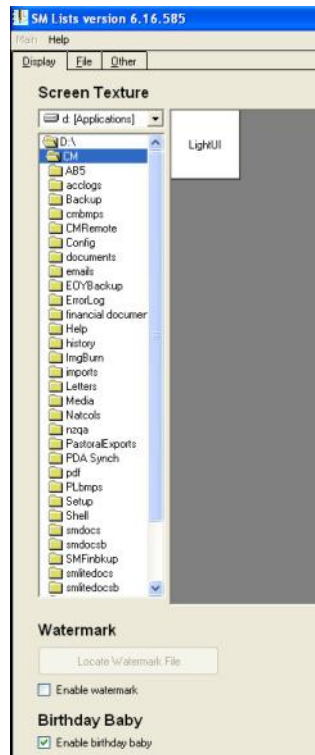 SM Lists version 6.16.585
Main Help
Display File Other
Screen Texture
d: [Applications]
D:\
LightUI
CM
AB5
acclogs
Backup
cmbmps
CMRemote
Config
documents
emails
EOYBackup
ErrorLog
financial documer
Help
history
ImgBurn
imports
Letters
Media
Natcols
nzqa
PastoralExports
PDA Synch
pdf
PLbmps
Setup
Shell
smdocs
smdocsb
SMFinbkup
smlitedocs
smlitedocsb
Watermark
Locate Watermark File
Enable watermark
Birthday Baby
Enable birthday baby